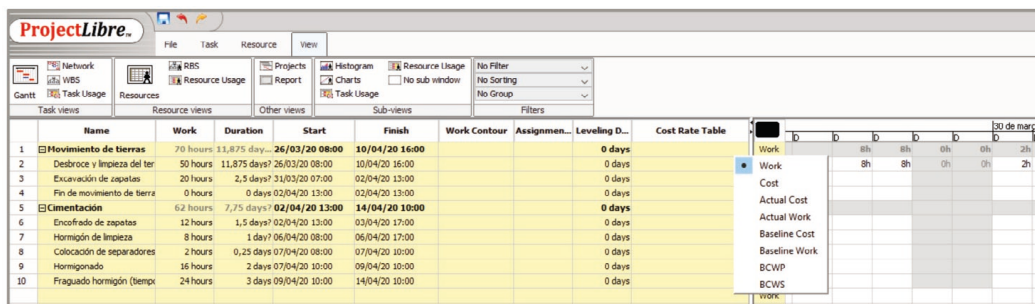 ProjectLibre™
File Task Resource View
Network RBS Projects Histogram Resource Usage No Filter
WBS Resource Usage Report Charts No sub window No Sorting
Gantt Task Usage Resources Task Usage No Group
Task views Resource views Other views Sub-views Filters
Name Work Duration Start Finish Work Contour Assignmen... Leveling D... Cost Rate Table
30 de març
D D D D D D
1 Movimiento de tierras 70 hours 11,875 day... 26/03/20 08:00 10/04/20 16:00 0 days Work 8h 8h 0h 0h 2h
2 Desbroce y limpieza del ter 50 hours 11,875 days? 26/03/20 08:00 10/04/20 16:00 0 days Work 8h 8h 0h 0h 2h
3 Excavación de zapatas 20 hours 2,5 days? 31/03/20 07:00 02/04/20 13:00 0 days Cost
4 Fin de movimiento de tierra 0 hours 0 days 02/04/20 13:00 02/04/20 13:00 0 days Actual Cost
5 Cimentación 62 hours 7,75 days? 02/04/20 13:00 14/04/20 10:00 0 days Actual Work
6 Encofrado de zapatas 12 hours 1,5 days? 02/04/20 13:00 03/04/20 17:00 0 days Baseline Cost
7 Hormigón de limpieza 8 hours 1 day? 06/04/20 08:00 06/04/20 17:00 0 days Baseline Work
8 Colocación de separadores 2 hours 0,25 days 07/04/20 08:00 07/04/20 10:00 0 days
9 Hormigonado 16 hours 2 days 07/04/20 10:00 09/04/20 10:00 0 days BCWP
10 Fraguado hormigón (tiempo 24 hours 3 days 09/04/20 10:00 14/04/20 10:00 0 days BCWS
Work